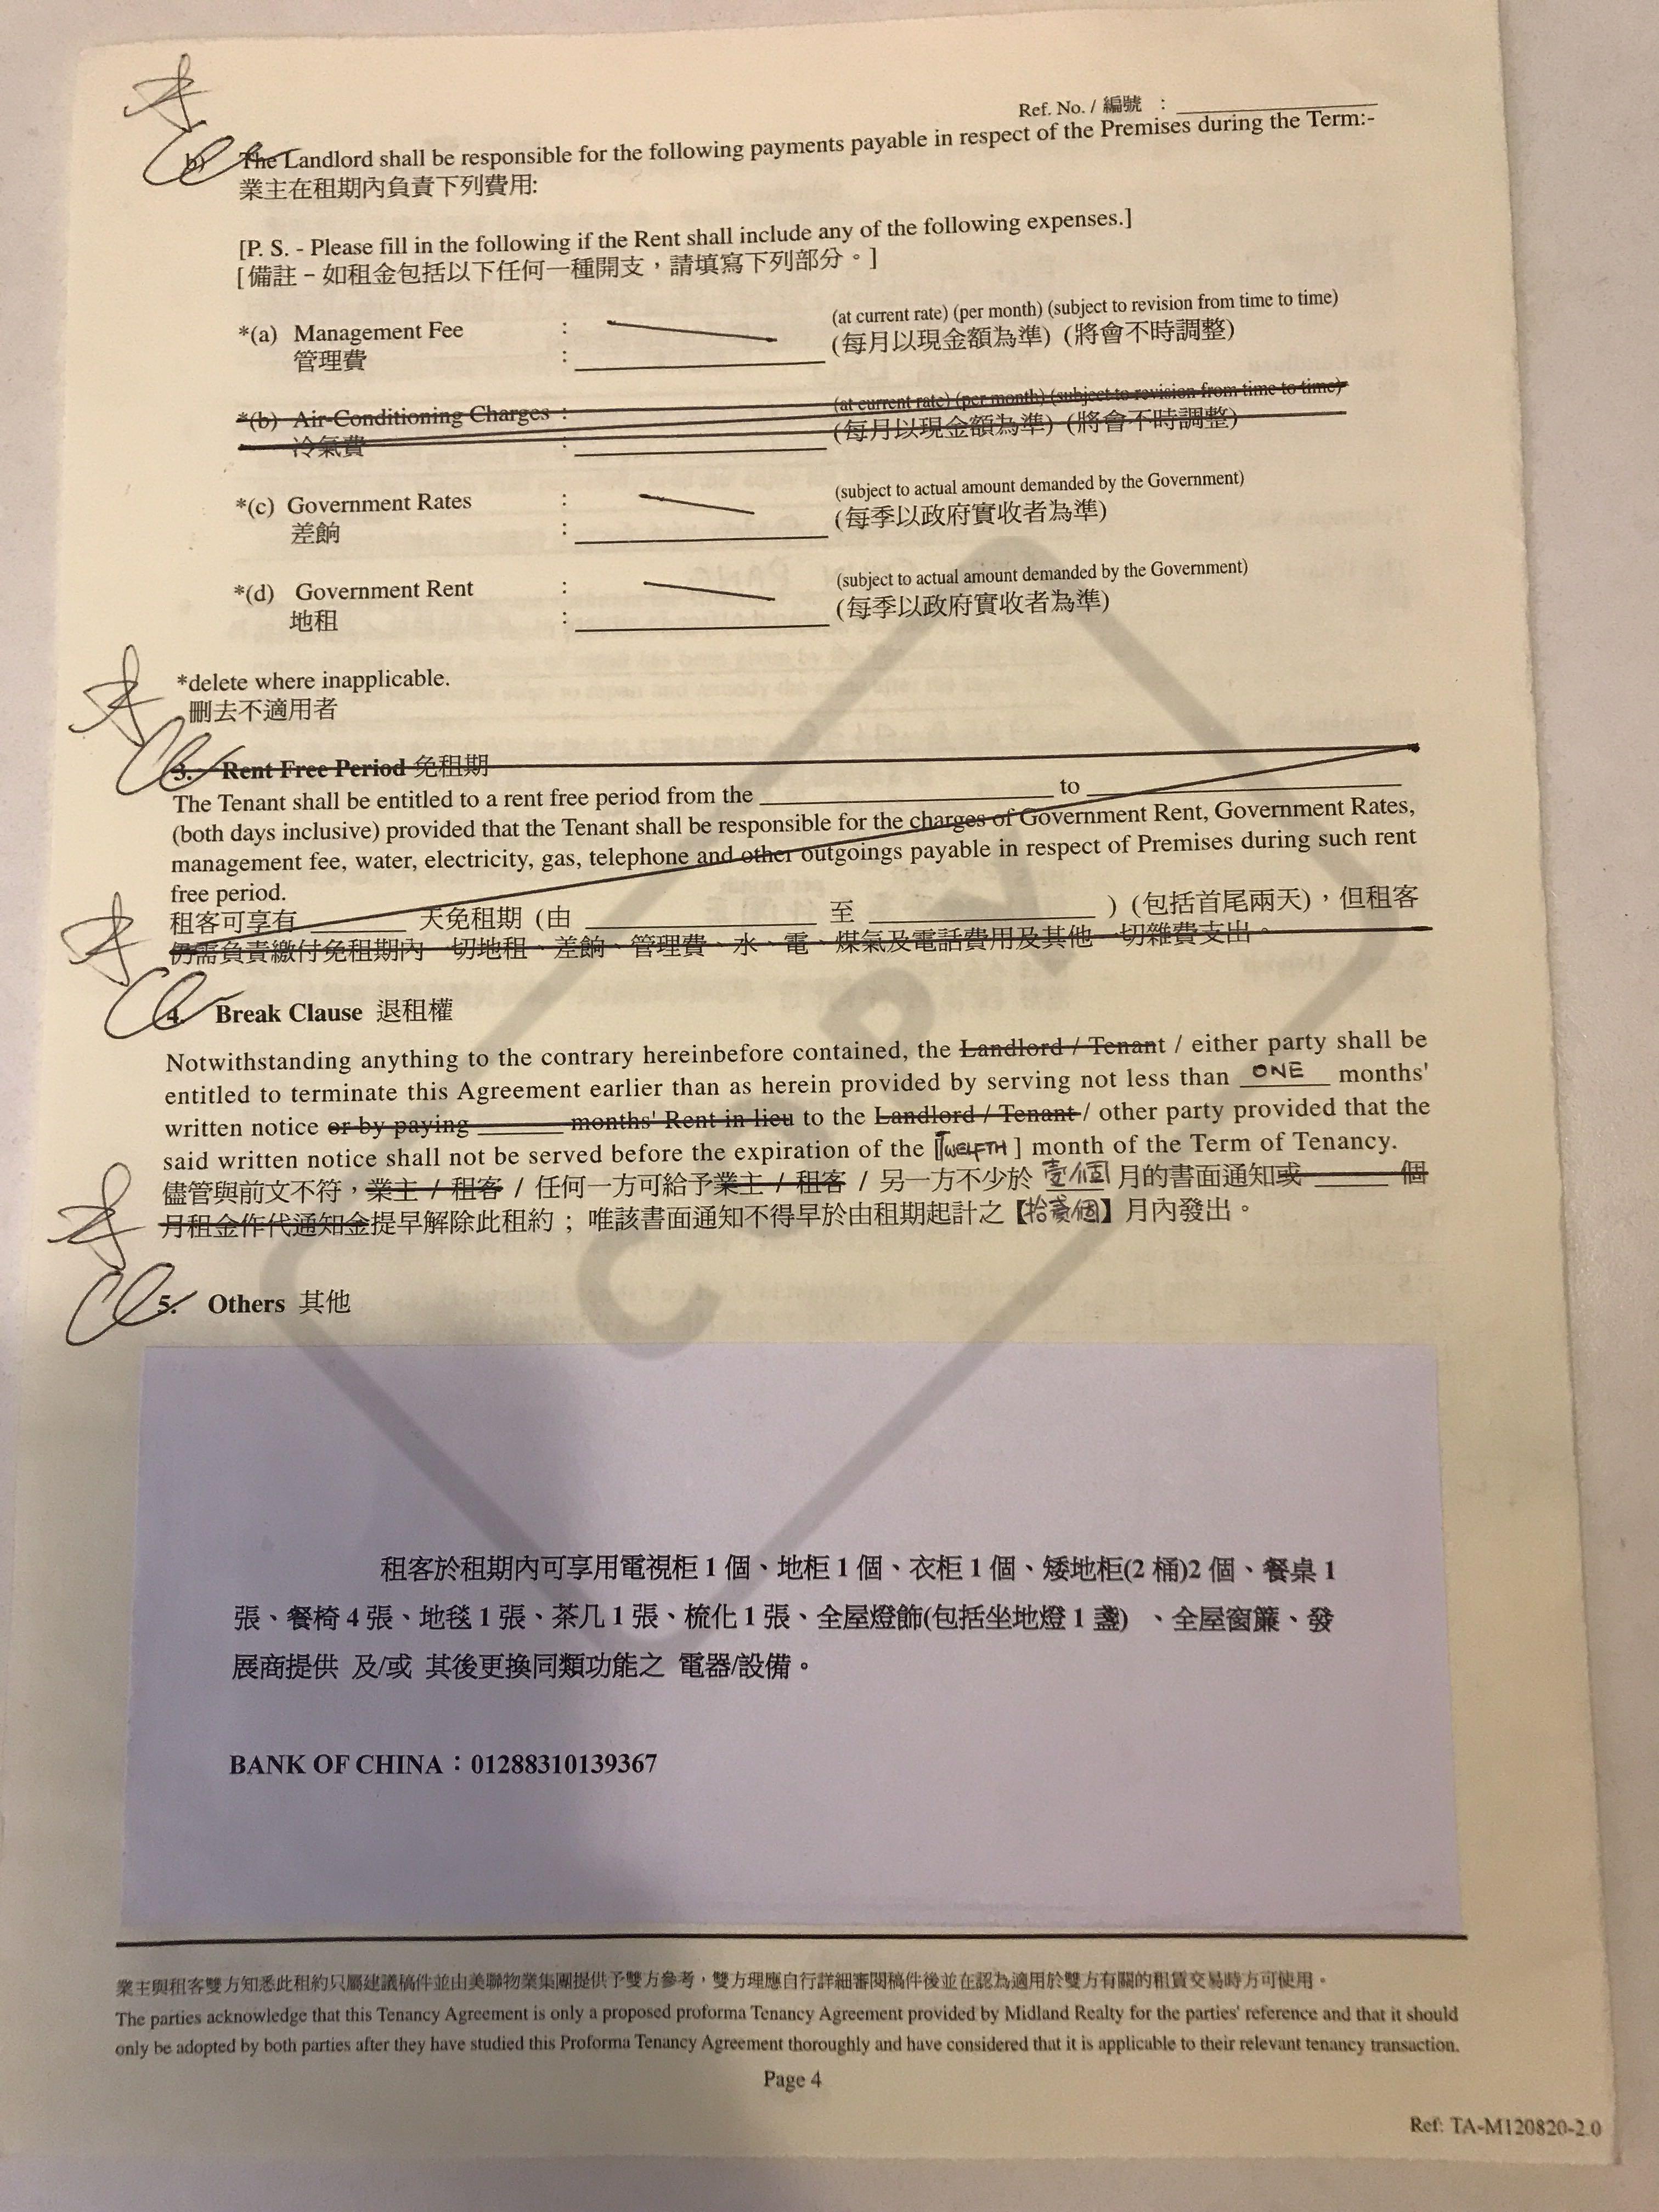 Ref. No. / 編號 :
b) The Landlord shall be responsible for the following payments payable in respect of the Premises during the Term:-
業主在租期內負責下列費用:
[P. S. - Please fill in the following if the Rent shall include any of the following expenses.]
[備註 – 如租金包括以下任何一種開支，請填寫下列部分。]
*(a) Management Fee : (at current rate) (per month) (subject to revision from time to time)
管理費 : (每月以現金額為準) (將會不時調整)
*(b) Air-Conditioning Charges : (at current rate) (per month) (subject to revision from time to time)
冷氣費 : (每月以現金額為準) (將會不時調整)
*(c) Government Rates : (subject to actual amount demanded by the Government)
差餉 : (每季以政府實收者為準)
*(d) Government Rent : (subject to actual amount demanded by the Government)
地租 : (每季以政府實收者為準)
*delete where inapplicable.
刪去不適用者
3. Rent Free Period 免租期
The Tenant shall be entitled to a rent free period from the ______ to ______
(both days inclusive) provided that the Tenant shall be responsible for the charges of Government Rent, Government Rates,
management fee, water, electricity, gas, telephone and other outgoings payable in respect of Premises during such rent
free period.
租客可享有 ______ 天免租期 (由 ______ 至 ______ ) (包括首尾兩天)，但租客
仍需負責繳付免租期內一切地租、差餉、管理費、水、電、煤氣及電話費用及其他一切雜費支出。
4. Break Clause 退租權
Notwithstanding anything to the contrary hereinbefore contained, the Landlord / Tenant / either party shall be
entitled to terminate this Agreement earlier than as herein provided by serving not less than ONE months'
written notice or by paying ______ months' Rent in lieu to the Landlord / Tenant / other party provided that the
said written notice shall not be served before the expiration of the [TWELFTH] month of the Term of Tenancy.
儘管與前文不符，業主 / 租客 / 任何一方可給予業主 / 租客 / 另一方不少於 壹個 月的書面通知或 ______ 個
月租金作代通知金提早解除此租約；唯該書面通知不得早於由租期起計之【拾貳個】月內發出。
5. Others 其他
租客於租期內可享用電視柜 1 個、地柜 1 個、衣柜 1 個、矮地柜(2 桶)2 個、餐桌 1
張、餐椅 4 張、地毯 1 張、茶几 1 張、梳化 1 張、全屋燈飾(包括坐地燈 1 盞) 、全屋窗簾、發
展商提供 及/或 其後更換同類功能之 電器/設備。
BANK OF CHINA：01288310139367
COPY
業主與租客雙方知悉此租約只屬建議稿件並由美聯物業集團提供予雙方參考，雙方理應自行詳細審閱稿件後並在認為適用於雙方有關的租賃交易時方可使用。
The parties acknowledge that this Tenancy Agreement is only a proposed proforma Tenancy Agreement provided by Midland Realty for the parties' reference and that it should
only be adopted by both parties after they have studied this Proforma Tenancy Agreement thoroughly and have considered that it is applicable to their relevant tenancy transaction.
Page 4
Ref: TA-M120820-2.0